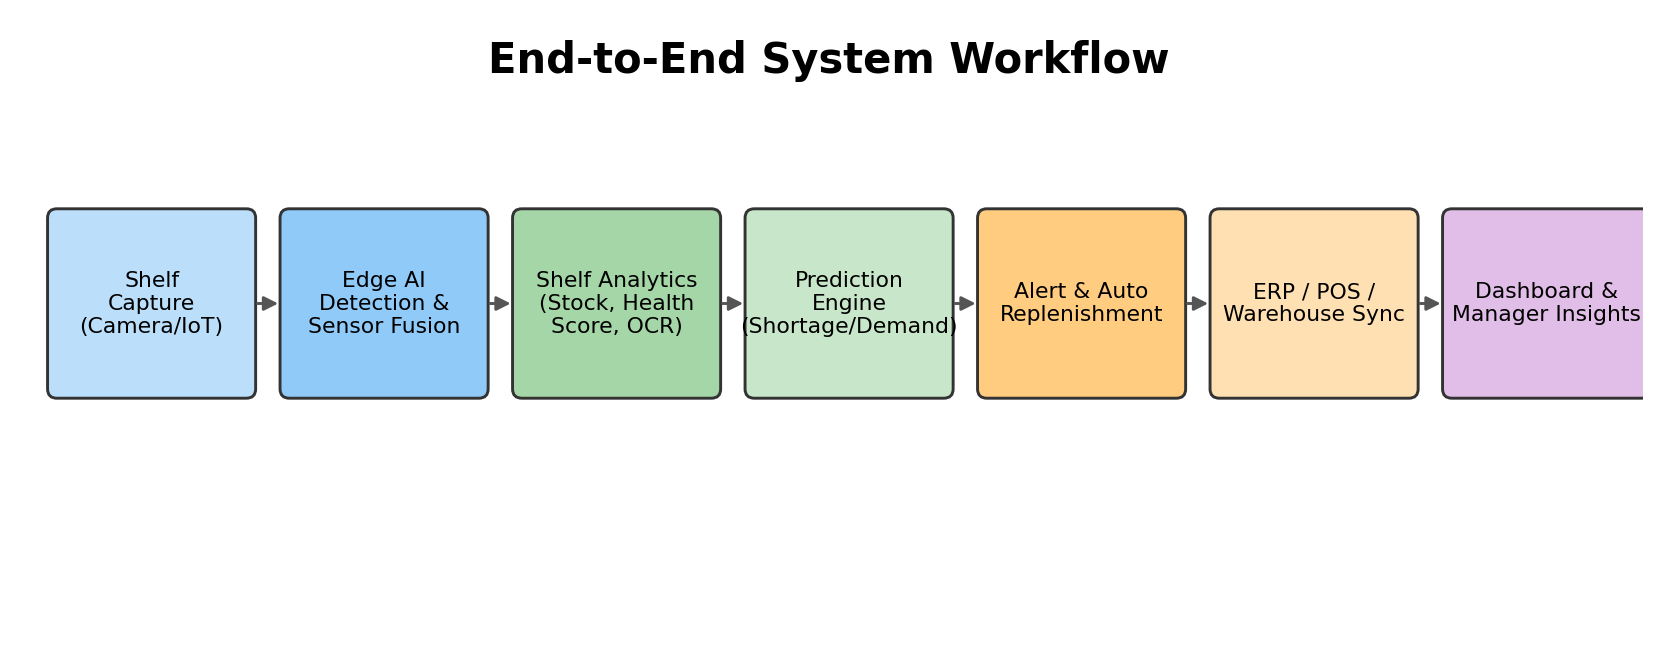 End-to-End System Workflow
Shelf
Capture
(Camera/IoT)
Edge AI
Detection &
Sensor Fusion
Shelf Analytics
(Stock, Health
Score, OCR)
Prediction
Engine
(Shortage/Demand)
Alert & Auto
Replenishment
ERP / POS /
Warehouse Sync
Dashboard &
Manager Insights